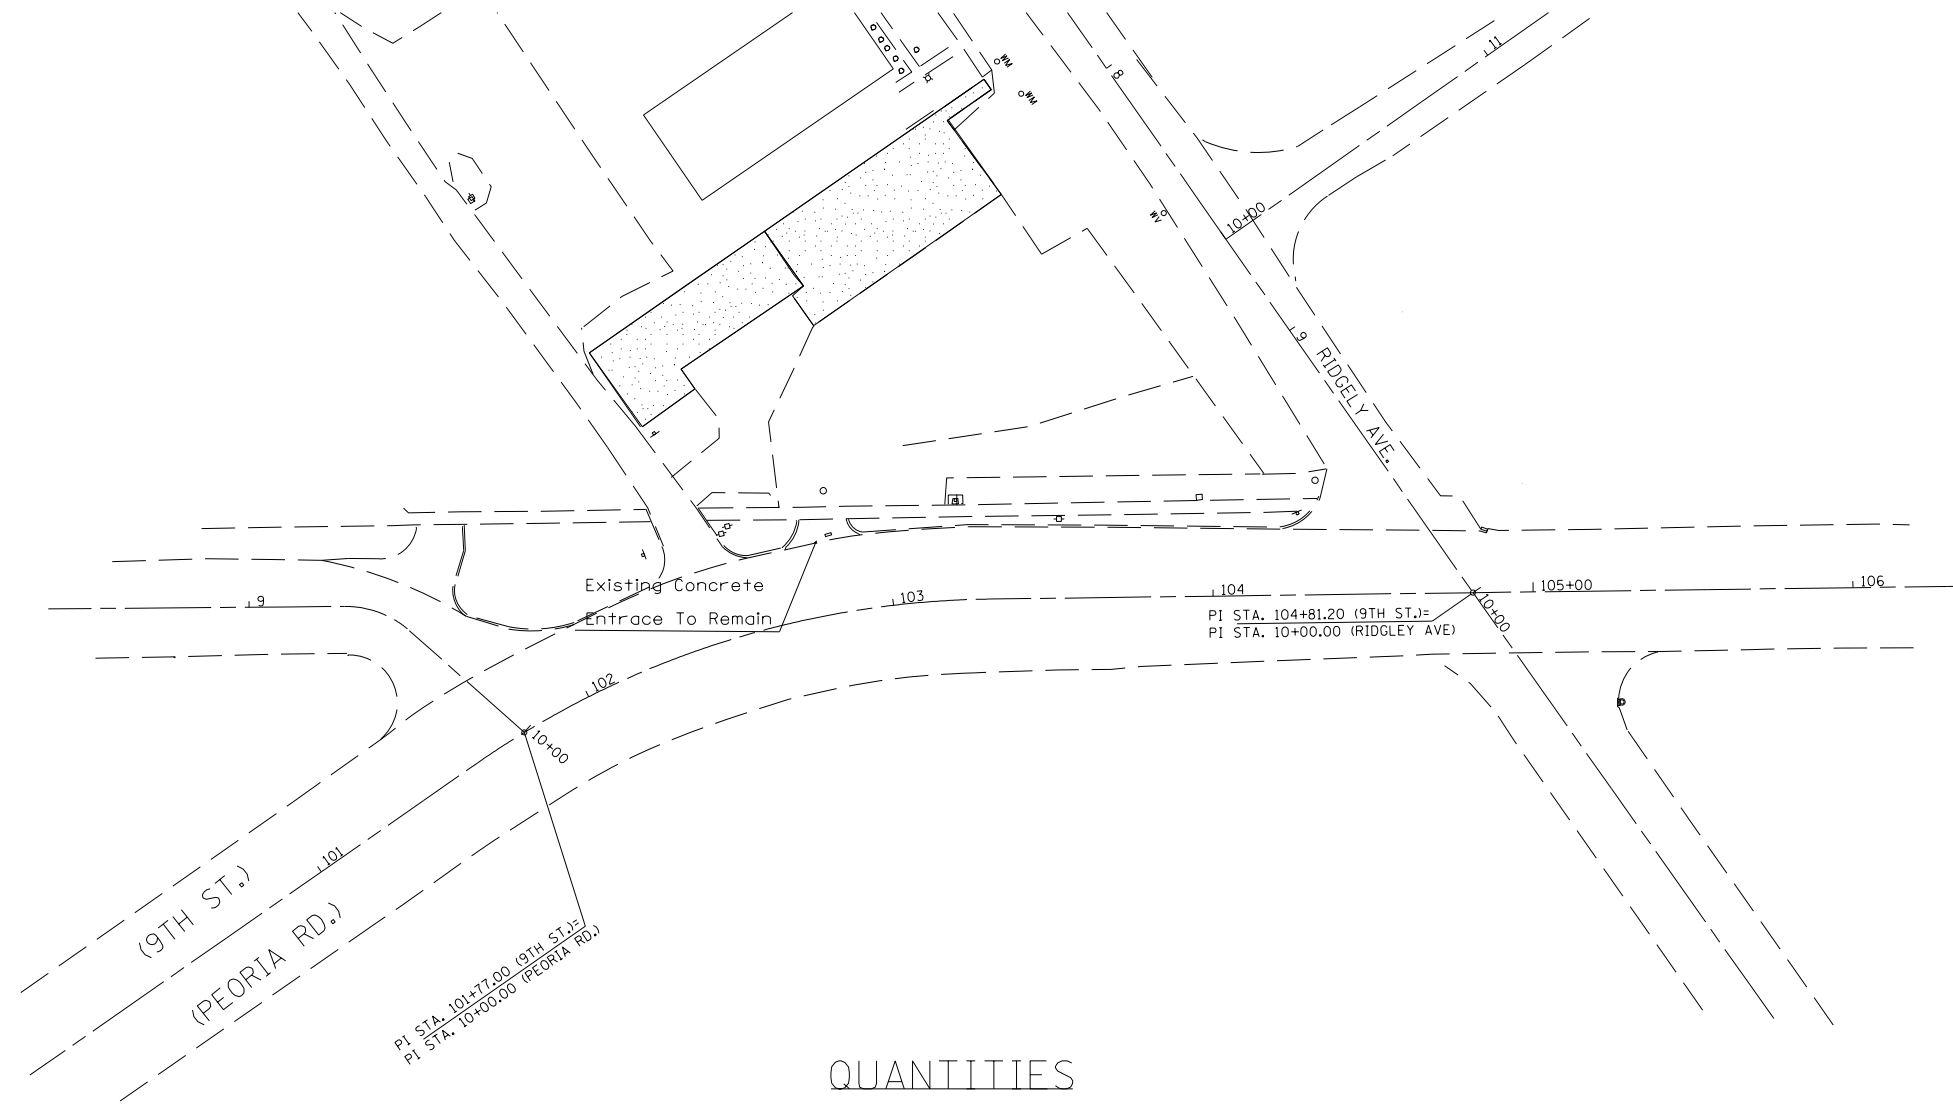 11
WM
8
WM
WV
10+00
9
RIDGELY AVE.
Existing Concrete
Entrace To Remain
9
103
104
105+00
106
10+00
PI STA. 104+81.20 (9TH ST.)=
PI STA. 10+00.00 (RIDGLEY AVE)
102
10+00
101
(9TH ST.)
(PEORIA RD.)
PI STA. 101+77.00 (9TH ST.)=
PI STA. 10+00.00 (PEORIA RD.)
QUANTITIES